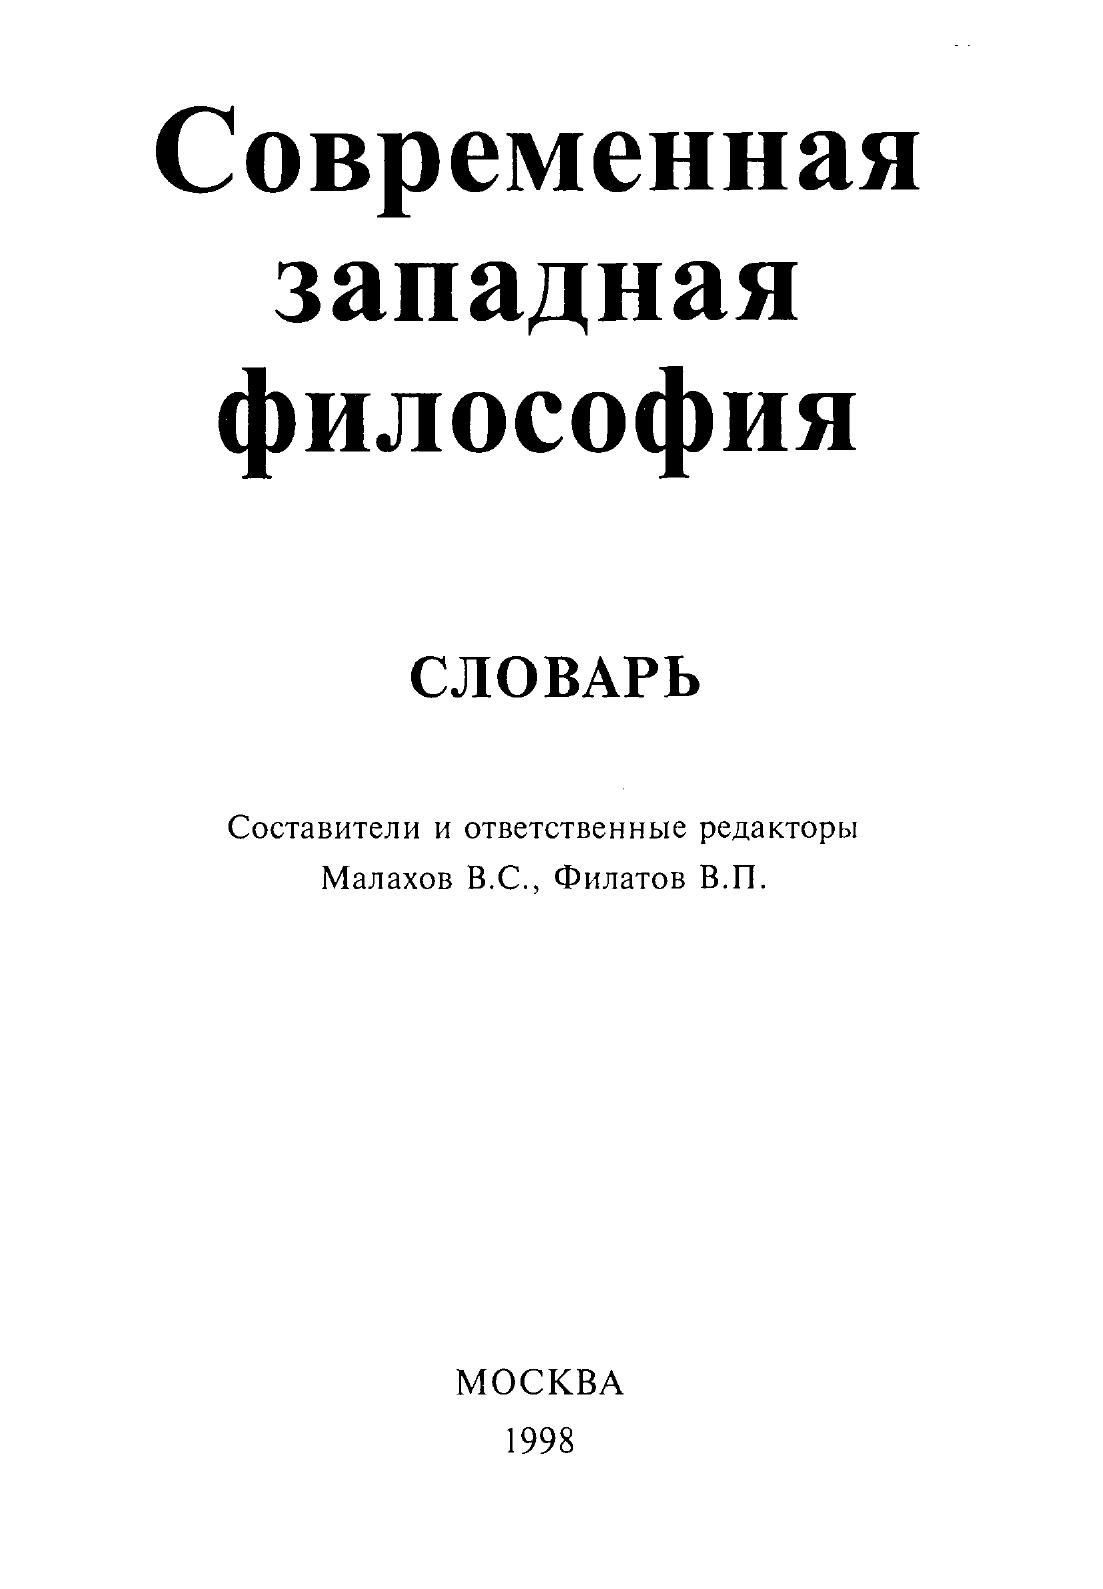 Современная
западная
философия
СЛОВАРЬ
Составители и ответственные редакторы
Малахов В.С., Филатов В.П.
МОСКВА
1998